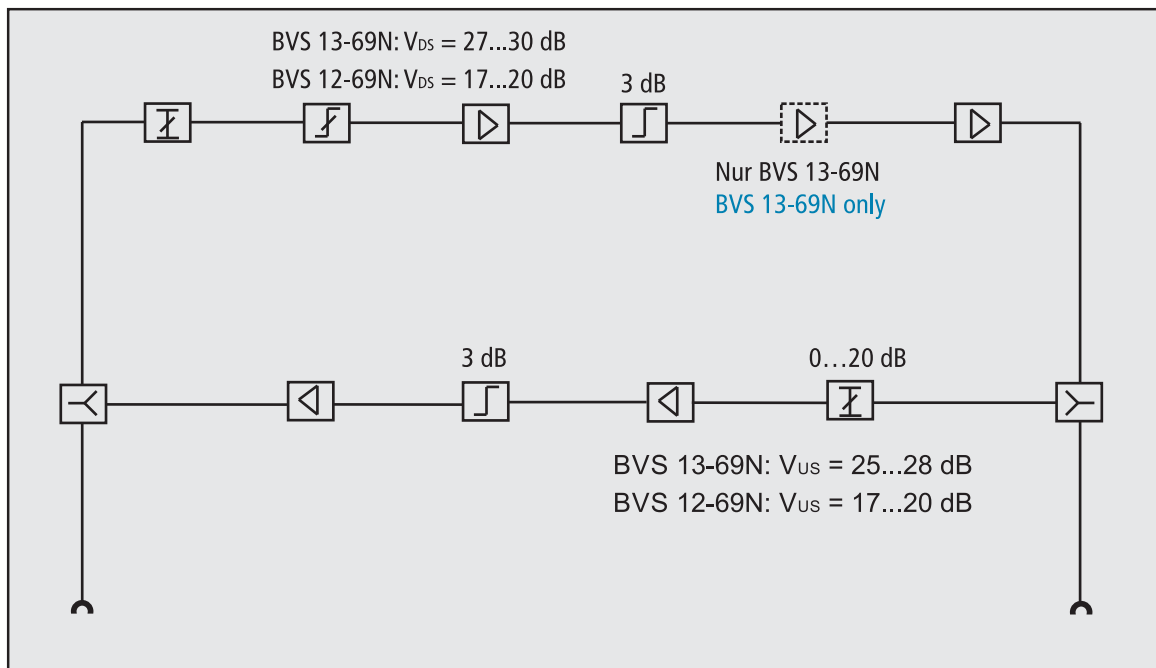 BVS 13-69N: VDS = 27...30 dB
BVS 12-69N: VDS = 17...20 dB
3 dB
Nur BVS 13-69N
BVS 13-69N only
3 dB
0...20 dB
BVS 13-69N: VUS = 25...28 dB
BVS 12-69N: VUS = 17...20 dB